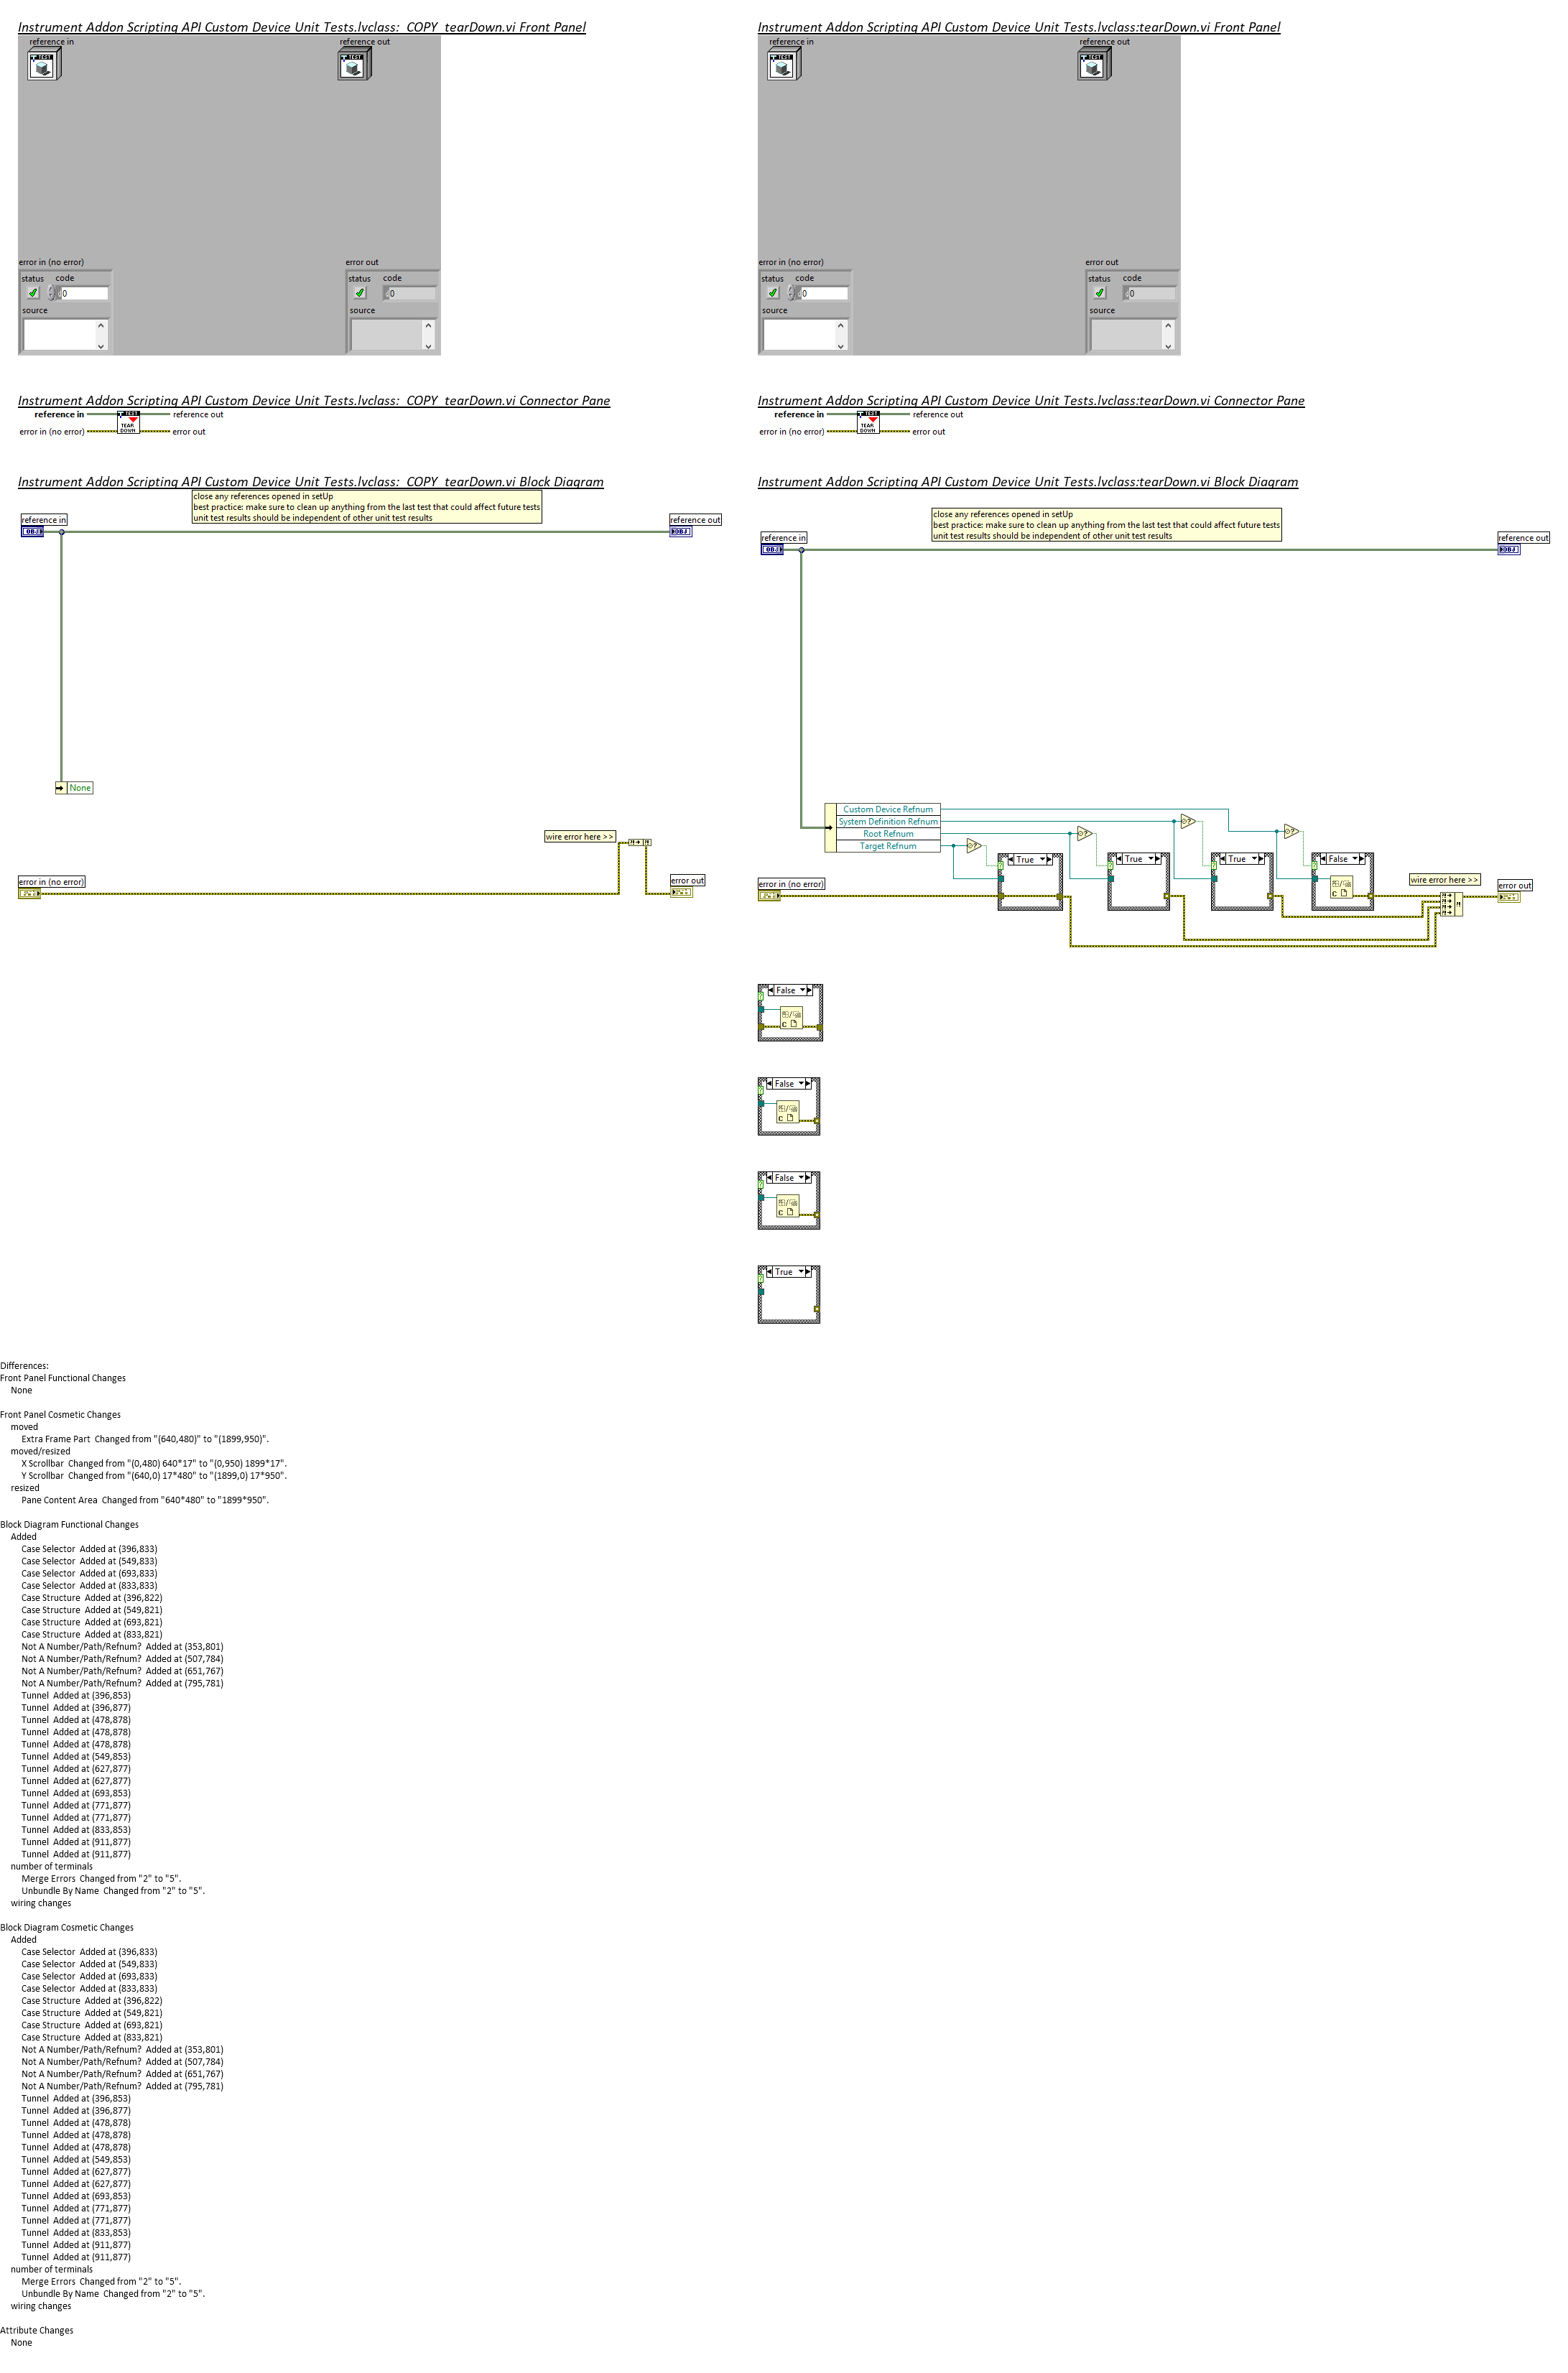 Instrument Addon Scripting API Custom Device Unit Tests.lvclass:_COPY_tearDown.vi Front Panel
reference in
reference out
TEST
TEST
error in (no error)
status
code
0
source
error out
status
code
0
source
Instrument Addon Scripting API Custom Device Unit Tests.lvclass:tearDown.vi Front Panel
reference in
reference out
TEST
TEST
error in (no error)
status
code
0
source
error out
status
code
0
source
Instrument Addon Scripting API Custom Device Unit Tests.lvclass:_COPY_tearDown.vi Connector Pane
reference in
TEST
TEAR
DOWN
reference out
error in (no error)
error out
Instrument Addon Scripting API Custom Device Unit Tests.lvclass:tearDown.vi Connector Pane
reference in
TEST
TEAR
DOWN
reference out
error in (no error)
error out
Instrument Addon Scripting API Custom Device Unit Tests.lvclass:_COPY_tearDown.vi Block Diagram
close any references opened in setUp
best practice: make sure to clean up anything from the last test that could affect future tests
unit test results should be independent of other unit test results
reference in
OBJ
reference out
OBJ
None
wire error here >>
error in (no error)
error out
Instrument Addon Scripting API Custom Device Unit Tests.lvclass:tearDown.vi Block Diagram
close any references opened in setUp
best practice: make sure to clean up anything from the last test that could affect future tests
unit test results should be independent of other unit test results
reference in
OBJ
reference out
OBJ
Custom Device Refnum
System Definition Refnum
Root Refnum
Target Refnum
True
True
True
False
wire error here >>
error in (no error)
error out
False
False
False
True
Differences:
Front Panel Functional Changes
None
Front Panel Cosmetic Changes
moved
Extra Frame Part  Changed from "(640,480)" to "(1899,950)".
moved/resized
X Scrollbar  Changed from "(0,480) 640*17" to "(0,950) 1899*17".
Y Scrollbar  Changed from "(640,0) 17*480" to "(1899,0) 17*950".
resized
Pane Content Area  Changed from "640*480" to "1899*950".
Block Diagram Functional Changes
Added
Case Selector  Added at (396,833)
Case Selector  Added at (549,833)
Case Selector  Added at (693,833)
Case Selector  Added at (833,833)
Case Structure  Added at (396,822)
Case Structure  Added at (549,821)
Case Structure  Added at (693,821)
Case Structure  Added at (833,821)
Not A Number/Path/Refnum?  Added at (353,801)
Not A Number/Path/Refnum?  Added at (507,784)
Not A Number/Path/Refnum?  Added at (651,767)
Not A Number/Path/Refnum?  Added at (795,781)
Tunnel  Added at (396,853)
Tunnel  Added at (396,877)
Tunnel  Added at (478,878)
Tunnel  Added at (478,878)
Tunnel  Added at (478,878)
Tunnel  Added at (549,853)
Tunnel  Added at (627,877)
Tunnel  Added at (627,877)
Tunnel  Added at (693,853)
Tunnel  Added at (771,877)
Tunnel  Added at (771,877)
Tunnel  Added at (833,853)
Tunnel  Added at (911,877)
Tunnel  Added at (911,877)
number of terminals
Merge Errors  Changed from "2" to "5".
Unbundle By Name  Changed from "2" to "5".
wiring changes
Block Diagram Cosmetic Changes
Added
Case Selector  Added at (396,833)
Case Selector  Added at (549,833)
Case Selector  Added at (693,833)
Case Selector  Added at (833,833)
Case Structure  Added at (396,822)
Case Structure  Added at (549,821)
Case Structure  Added at (693,821)
Case Structure  Added at (833,821)
Not A Number/Path/Refnum?  Added at (353,801)
Not A Number/Path/Refnum?  Added at (507,784)
Not A Number/Path/Refnum?  Added at (651,767)
Not A Number/Path/Refnum?  Added at (795,781)
Tunnel  Added at (396,853)
Tunnel  Added at (396,877)
Tunnel  Added at (478,878)
Tunnel  Added at (478,878)
Tunnel  Added at (478,878)
Tunnel  Added at (549,853)
Tunnel  Added at (627,877)
Tunnel  Added at (627,877)
Tunnel  Added at (693,853)
Tunnel  Added at (771,877)
Tunnel  Added at (771,877)
Tunnel  Added at (833,853)
Tunnel  Added at (911,877)
Tunnel  Added at (911,877)
number of terminals
Merge Errors  Changed from "2" to "5".
Unbundle By Name  Changed from "2" to "5".
wiring changes
Attribute Changes
None